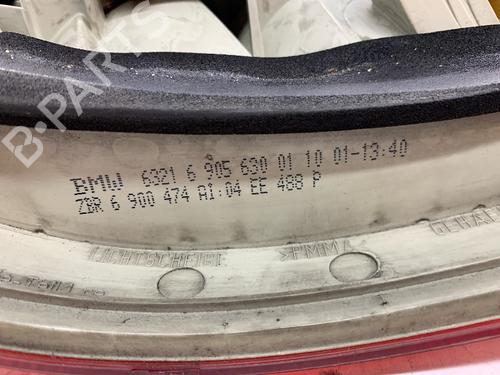 B-PARTS
BMW 6321 6 905 630 01 10 01-13:40
ZBR 6 900 474 A1:04 EE 488 P
LICHTSCHEIBE
>PMMA<